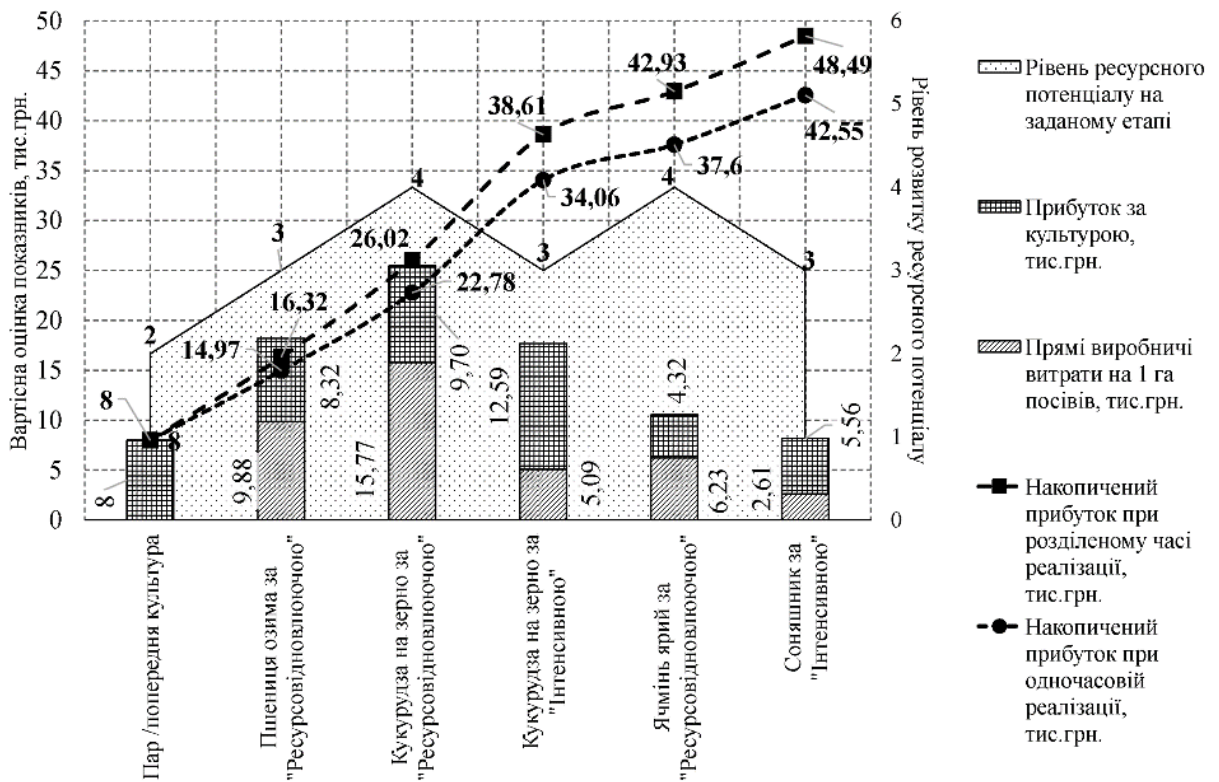 Вартісна оцінка показників, тис.грн.
50
45
40
35
30
25
20
15
10
5
0
6
5
4
3
2
1
0
Рівень розвитку ресурсного потенціалу
2
3
4
3
4
3
8
16,32
26,02
38,61
42,93
48,49
8
14,97
22,78
34,06
37,6
42,55
8
9,88
8,32
15,77
9,70
12,59
5,09
4,32
6,23
2,61
5,56
Пар /попередня культура
Пшениця озима за
"Ресурсовідновлюючою"
Кукурудза на зерно за
"Ресурсовідновлюючою"
Кукурудза на зерно за
"Інтенсивною"
Ячмінь ярий за
"Ресурсовідновлюючою"
Соняшник за
"Інтенсивною"
Рівень ресурсного
потенціалу на
заданому етапі
Прибуток за
культурою,
тис.грн.
Прямі виробничі
витрати на 1 га
посівів, тис.грн.
Накопичений
прибуток при
розділеному часі
реалізації,
тис.грн.
Накопичений
прибуток при
одночасовій
реалізації,
тис.грн.